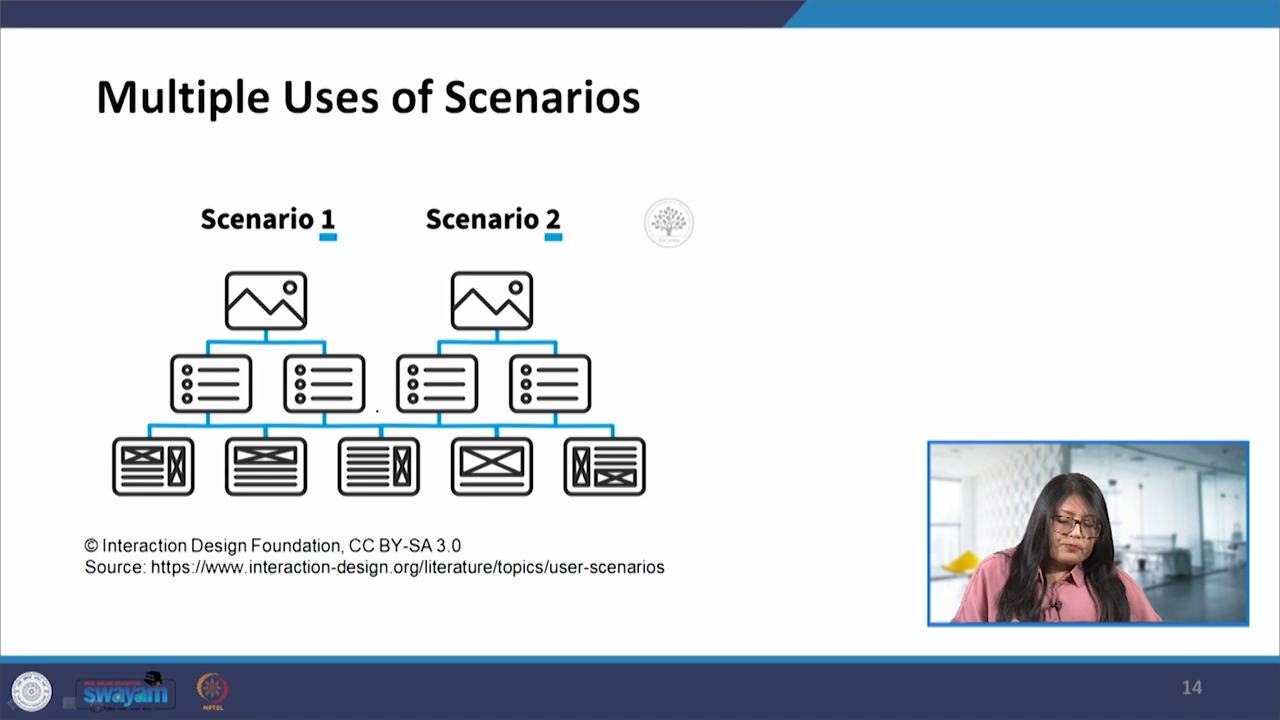 Multiple Uses of Scenarios
Scenario 1
Scenario 2
© Interaction Design Foundation, CC BY-SA 3.0
Source: https://www.interaction-design.org/literature/topics/user-scenarios
swayam
NPTEL
14